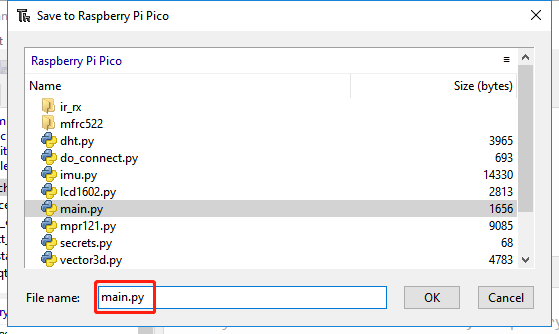 Save to Raspberry Pi Pico
Raspberry Pi Pico
Name Size (bytes)
ir_rx
mfrc522
dht.py 3965
do_connect.py 693
imu.py 14330
lcd1602.py 2813
main.py 1656
mpr121.py 9085
secrets.py 68
vector3d.py 4783
File name: main.py OK Cancel